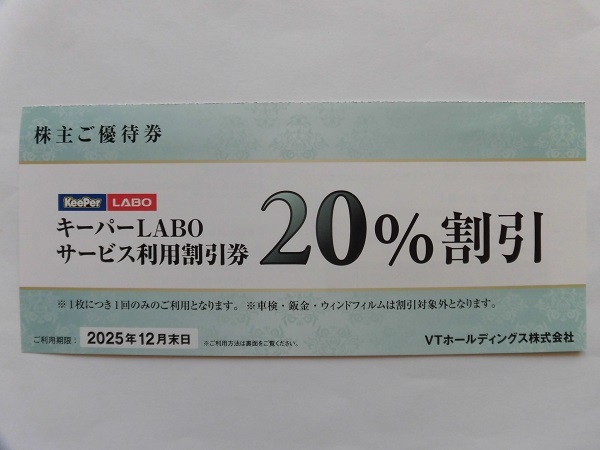 株主ご優待券
KeePer LABO
キーパーLABO
サービス利用割引券
20%割引
※1枚につき1回のみのご利用となります。 ※車検・鈑金・ウィンドフィルムは割引対象外となります。
ご利用期限： 2025年12月末日 ※ご利用方法は裏面をご覧ください。
VTホールディングス株式会社